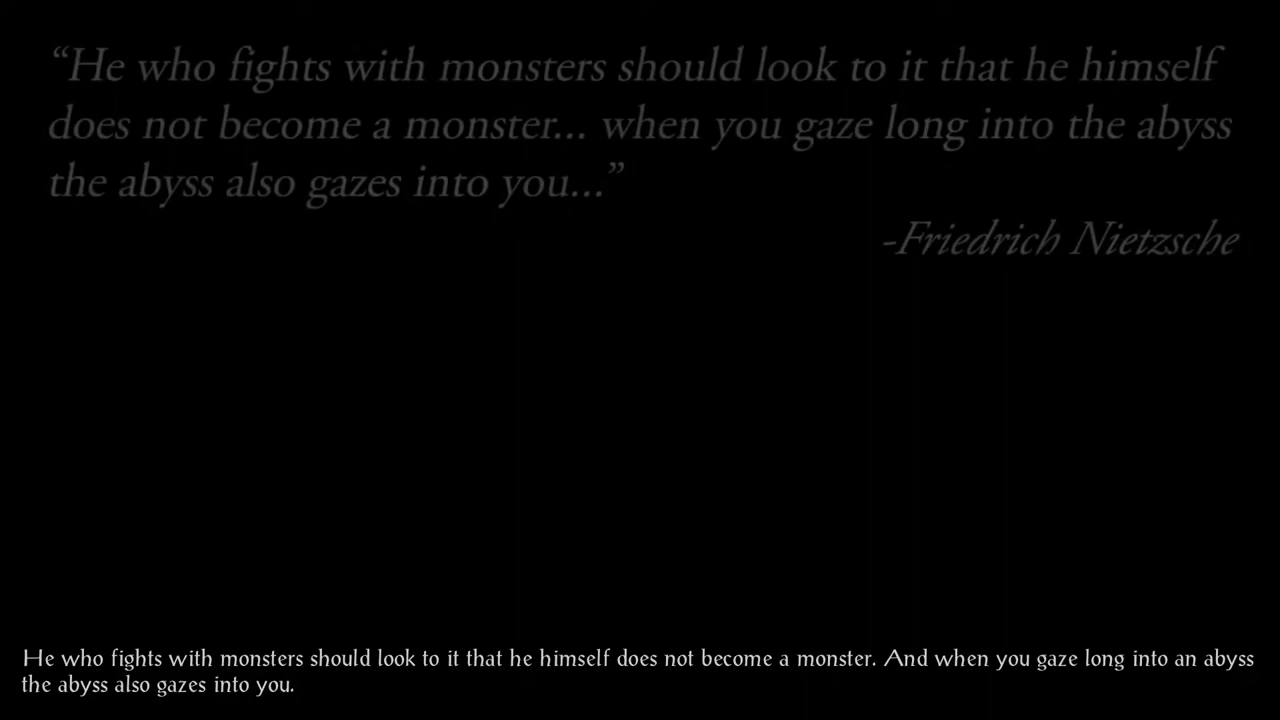 “He who fights with monsters should look to it that he himself
does not become a monster... when you gaze long into the abyss
the abyss also gazes into you...”
-Friedrich Nietzsche
He who fights with monsters should look to it that he himself does not become a monster. And when you gaze long into an abyss
the abyss also gazes into you.